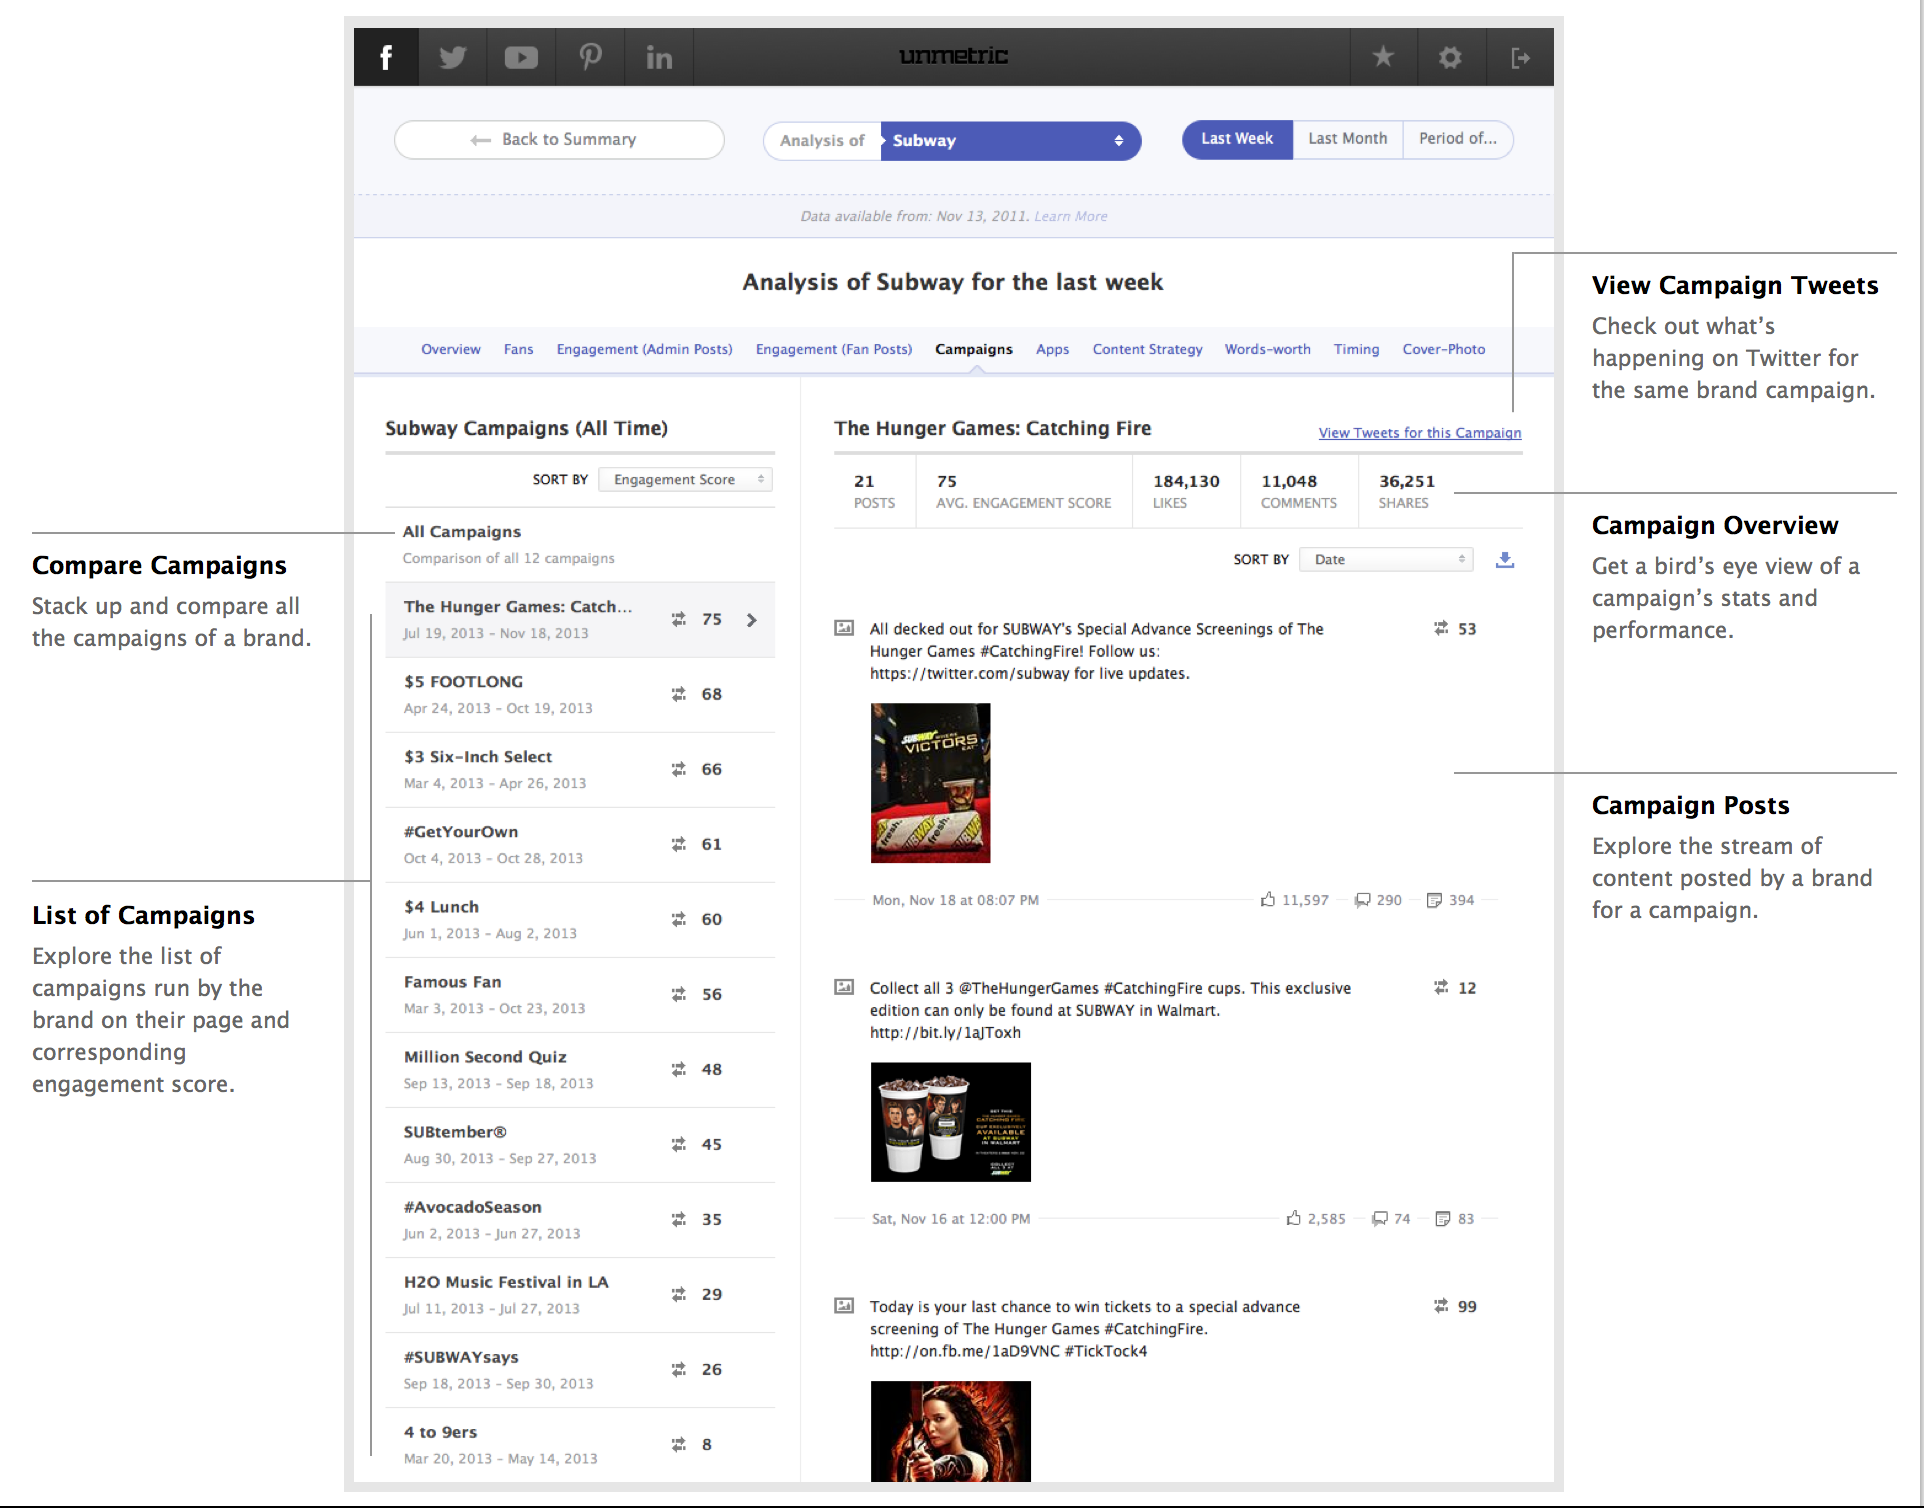 f
in
unmetric
Back to Summary
Analysis of
Subway
Last Week
Last Month
Period of...
Data available from: Nov 13, 2011. Learn More
Analysis of Subway for the last week
Overview
Fans
Engagement (Admin Posts)
Engagement (Fan Posts)
Campaigns
Apps
Content Strategy
Words-worth
Timing
Cover-Photo
Subway Campaigns (All Time)
SORT BY
Engagement Score
All Campaigns
Comparison of all 12 campaigns
The Hunger Games: Catch...
75
Jul 19, 2013 - Nov 18, 2013
$5 FOOTLONG
68
Apr 24, 2013 - Oct 19, 2013
$3 Six-Inch Select
66
Mar 4, 2013 - Apr 26, 2013
#GetYourOwn
61
Oct 4, 2013 - Oct 28, 2013
$4 Lunch
60
Jun 1, 2013 - Aug 2, 2013
Famous Fan
56
Mar 3, 2013 - Oct 23, 2013
Million Second Quiz
48
Sep 13, 2013 - Sep 18, 2013
SUBtember®
45
Aug 30, 2013 - Sep 27, 2013
#AvocadoSeason
35
Jun 2, 2013 - Jun 27, 2013
H2O Music Festival in LA
29
Jul 11, 2013 - Jul 27, 2013
#SUBWAYsays
26
Sep 18, 2013 - Sep 30, 2013
4 to 9ers
8
Mar 20, 2013 - May 14, 2013
The Hunger Games: Catching Fire
View Tweets for this Campaign
21
POSTS
75
AVG. ENGAGEMENT SCORE
184,130
LIKES
11,048
COMMENTS
36,251
SHARES
SORT BY
Date
All decked out for SUBWAY's Special Advance Screenings of The
Hunger Games #CatchingFire! Follow us:
https://twitter.com/subway for live updates.
53
SUBWAY WHERE
VICTORS
EAT
fresh.
SUBWAY
fresh.
Mon, Nov 18 at 08:07 PM
11,597
290
394
Collect all 3 @TheHungerGames #CatchingFire cups. This exclusive
edition can only be found at SUBWAY in Walmart.
http://bit.ly/1aJToxh
12
GET THIS
CATCHING FIRE
CUP EXCLUSIVELY
AVAILABLE
AT SUBWAY
IN WALMART
COLLECT
ALL 3 AT
SUBWAY
Sat, Nov 16 at 12:00 PM
2,585
74
83
Today is your last chance to win tickets to a special advance
screening of The Hunger Games #CatchingFire.
http://on.fb.me/1aD9VNC #TickTock4
99
Compare Campaigns
Stack up and compare all
the campaigns of a brand.
List of Campaigns
Explore the list of
campaigns run by the
brand on their page and
corresponding
engagement score.
View Campaign Tweets
Check out what's
happening on Twitter for
the same brand campaign.
Campaign Overview
Get a bird's eye view of a
campaign's stats and
performance.
Campaign Posts
Explore the stream of
content posted by a brand
for a campaign.